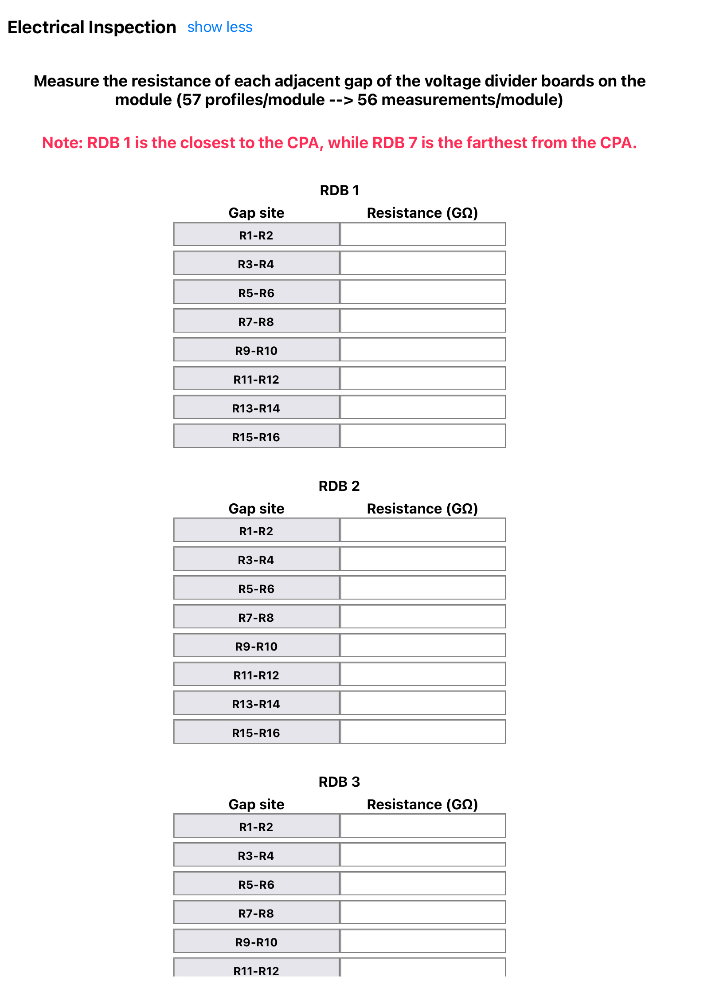 Electrical Inspection show less
Measure the resistance of each adjacent gap of the voltage divider boards on the
module (57 profiles/module --> 56 measurements/module)
Note: RDB 1 is the closest to the CPA, while RDB 7 is the farthest from the CPA.
RDB 1
Gap site Resistance (GΩ)
R1-R2
R3-R4
R5-R6
R7-R8
R9-R10
R11-R12
R13-R14
R15-R16
RDB 2
Gap site Resistance (GΩ)
R1-R2
R3-R4
R5-R6
R7-R8
R9-R10
R11-R12
R13-R14
R15-R16
RDB 3
Gap site Resistance (GΩ)
R1-R2
R3-R4
R5-R6
R7-R8
R9-R10
R11-R12